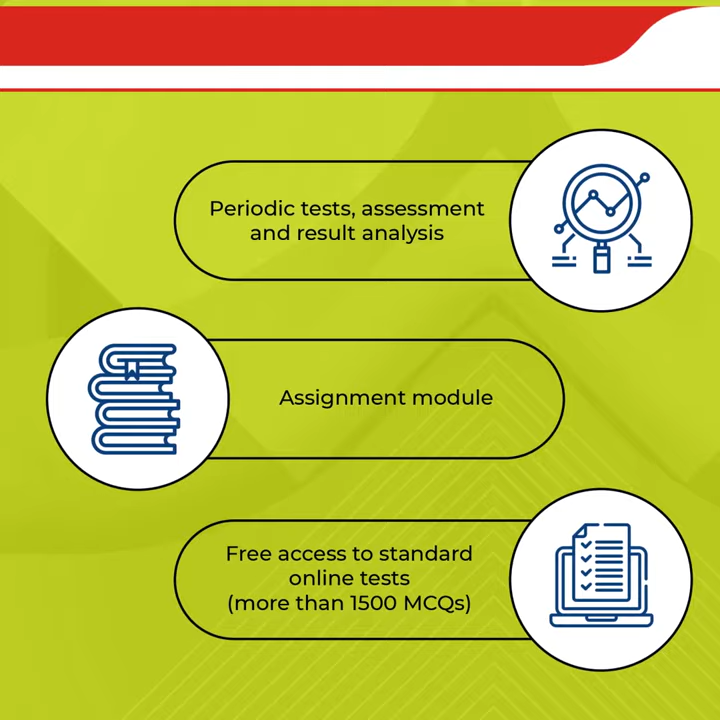 Periodic tests, assessment
and result analysis
Assignment module
Free access to standard
online tests
(more than 1500 MCQs)